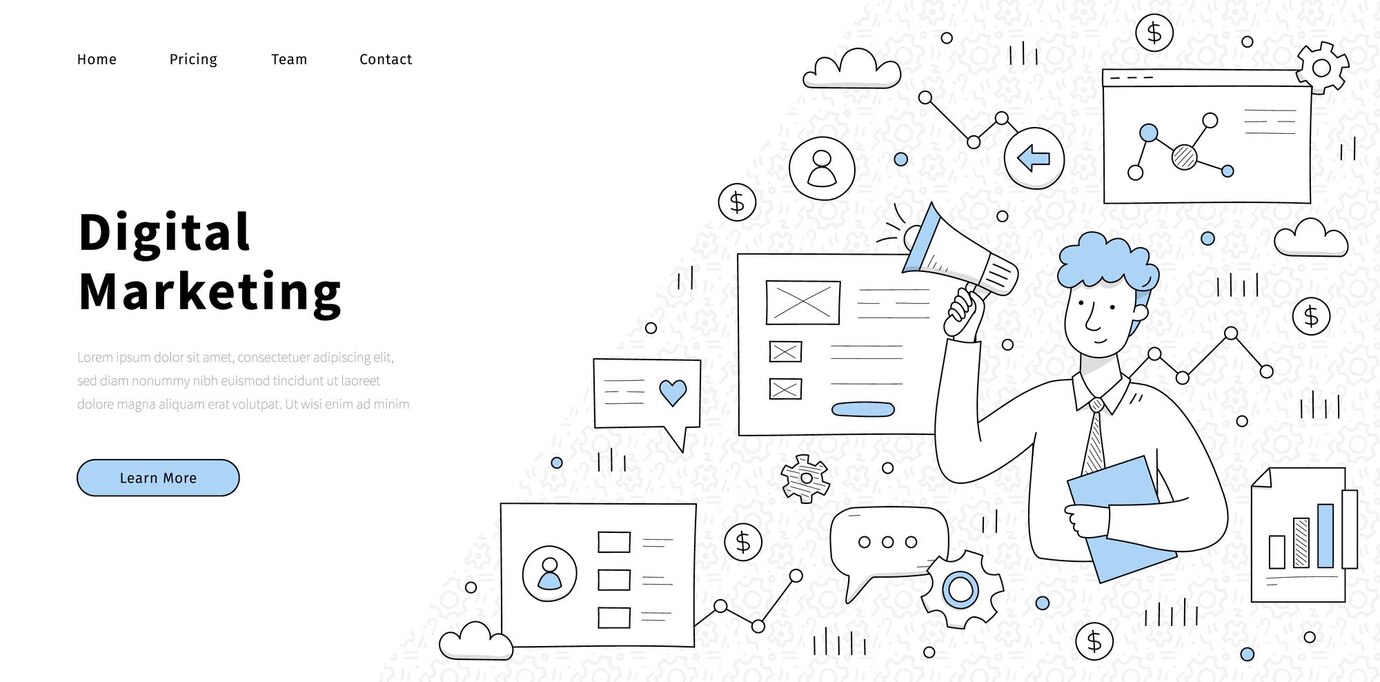 Home Pricing Team Contact
Digital
Marketing
Lorem ipsum dolor sit amet, consectetuer adipiscing elit,
sed diam nonummy nibh euismod tincidunt ut laoreet
dolore magna aliquam erat volutpat. Ut wisi enim ad minim
Learn More
$
$
$
$
$